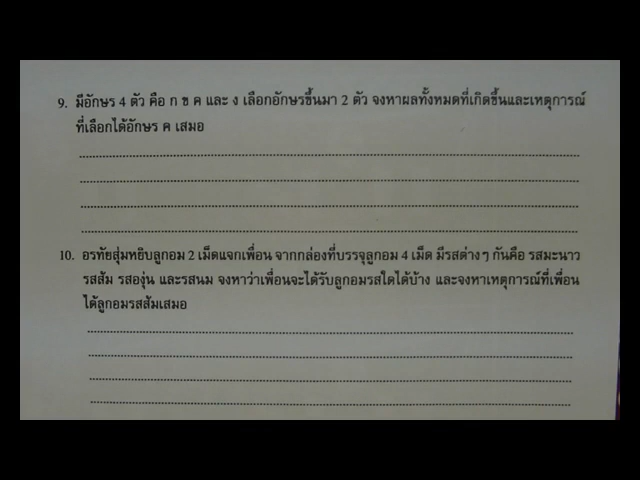 9. มีอักษร 4 ตัว คือ ก ข ค และ ง เลือกอักษรขึ้นมา 2 ตัว จงหาผลทั้งหมดที่เกิดขึ้นและเหตุการณ์
ที่เลือกได้อักษร ค เสมอ
10. อรทัยสุ่มหยิบลูกอม 2 เม็ดแจกเพื่อน จากกล่องที่บรรจุลูกอม 4 เม็ด มีรสต่างๆ กันคือ รสมะนาว
รสส้ม รสองุ่น และรสนม จงหาว่าเพื่อนจะได้รับลูกอมรสใดได้บ้าง และจงหาเหตุการณ์ที่เพื่อน
ได้ลูกอมรสส้มเสมอ